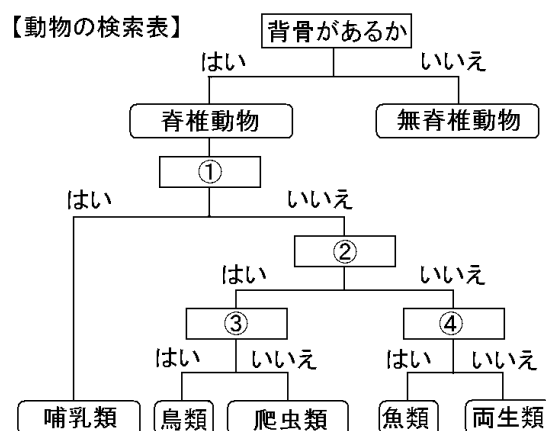 【動物の検索表】
背骨があるか
はい
いいえ
脊椎動物
無脊椎動物
①
はい
いいえ
②
はい
いいえ
③
④
はい
いいえ
はい
いいえ
哺乳類
鳥類
爬虫類
魚類
両生類